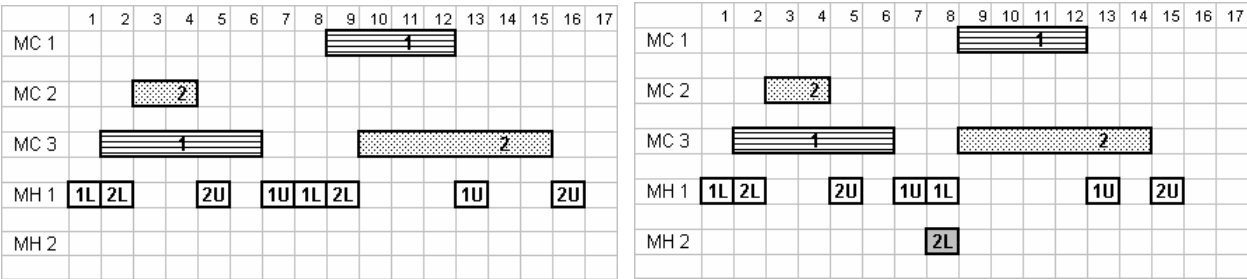 1 2 3 4 5 6 7 8 9 10 11 12 13 14 15 16 17
MC 1 1
MC 2 2
MC 3 1 2
MH 1 1L 2L 2U 1U 1L 2L 1U 2U
MH 2
1 2 3 4 5 6 7 8 9 10 11 12 13 14 15 16 17
MC 1 1
MC 2 2
MC 3 1 2
MH 1 1L 2L 2U 1U 1L 1U 2U
MH 2 2L